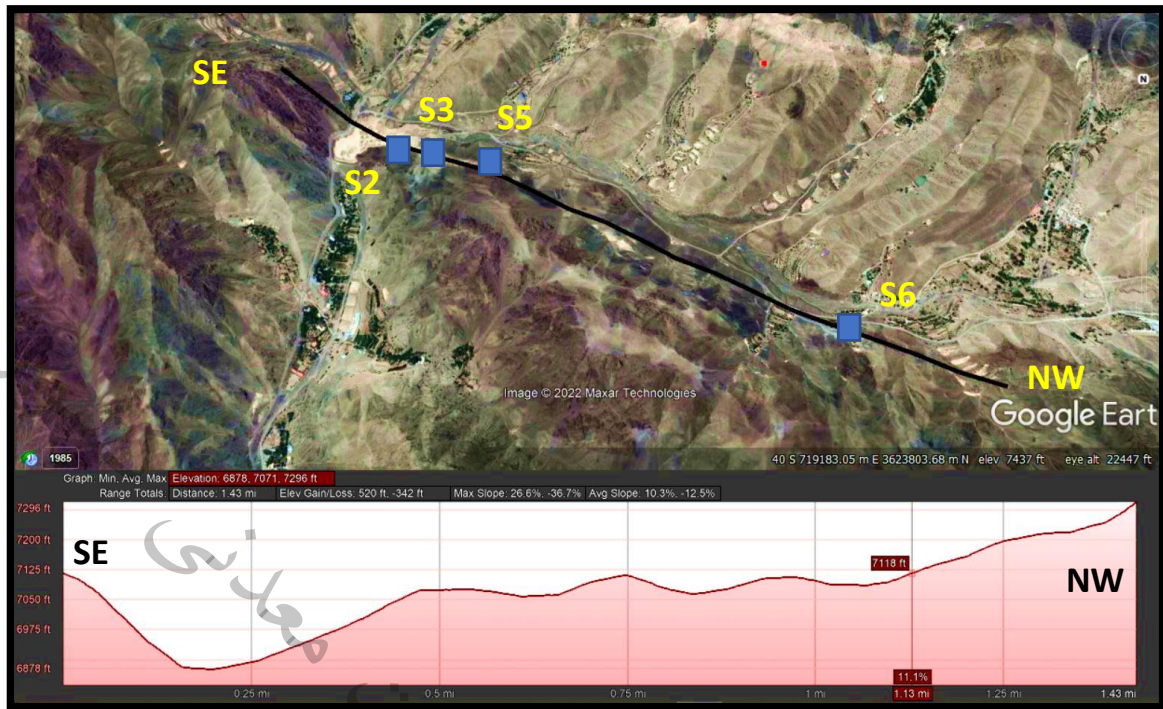 SE
S3
S5
S2
S6
NW
Image © 2022 Maxar Technologies
Google Eart
N
1985
40 S 719183.05 m E 3623803.68 m N elev 7437 ft eye alt 22447 ft
Graph: Min, Avg, Max Elevation: 6878, 7071, 7296 ft
Range Totals: Distance: 1.43 mi Elev Gain/Loss: 520 ft, -342 ft Max Slope: 26.6%, -36.7% Avg Slope: 10.3%, -12.5%
7296 ft
7200 ft
7125 ft
7050 ft
6975 ft
6878 ft
SE
7118 ft
NW
معدنی
11.1%
0.25 mi 0.5 mi 0.75 mi 1 mi 1.13 mi 1.25 mi 1.43 mi